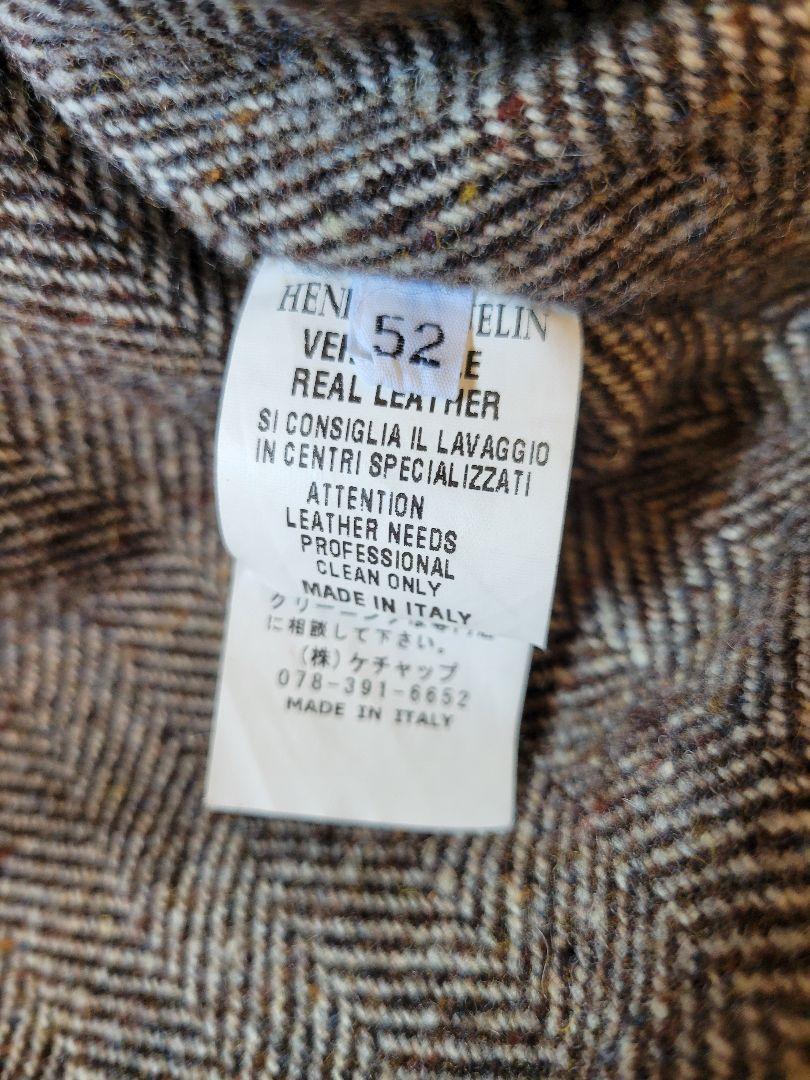 52
REAL LEATHER
SI CONSIGLIA IL LAVAGGIO
IN CENTRI SPECIALIZZATI
ATTENTION
LEATHER NEEDS
PROFESSIONAL
CLEAN ONLY
MADE IN ITALY
に相談して下さい。
(株)ケチャップ
078-391-6652
MADE IN ITALY